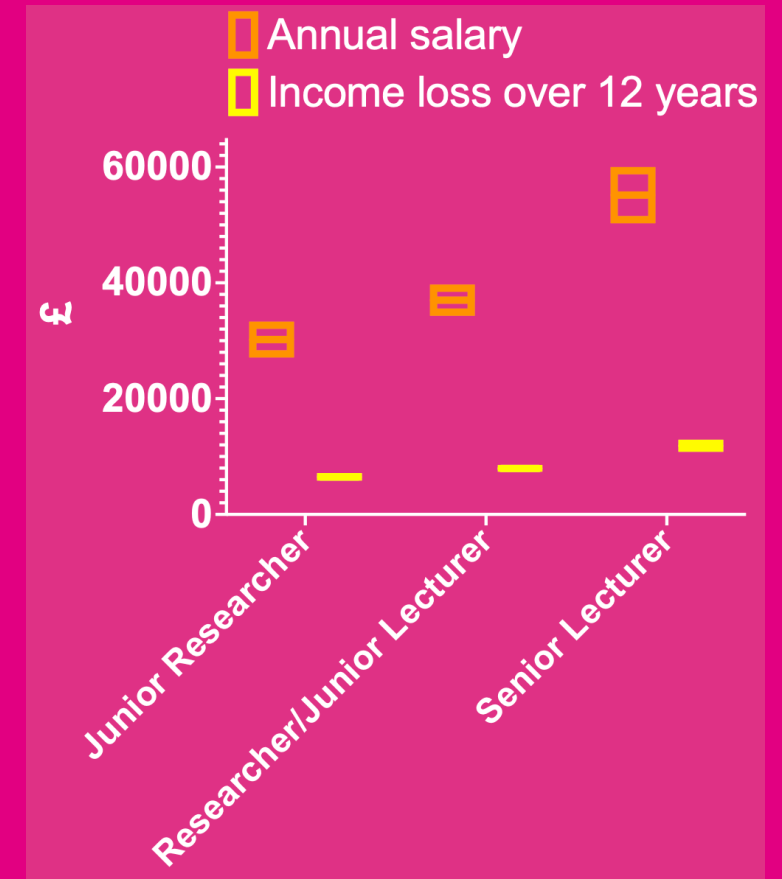 Annual salary
Income loss over 12 years
60000
40000
20000
0
£
Junior Researcher
Researcher/Junior Lecturer
Senior Lecturer